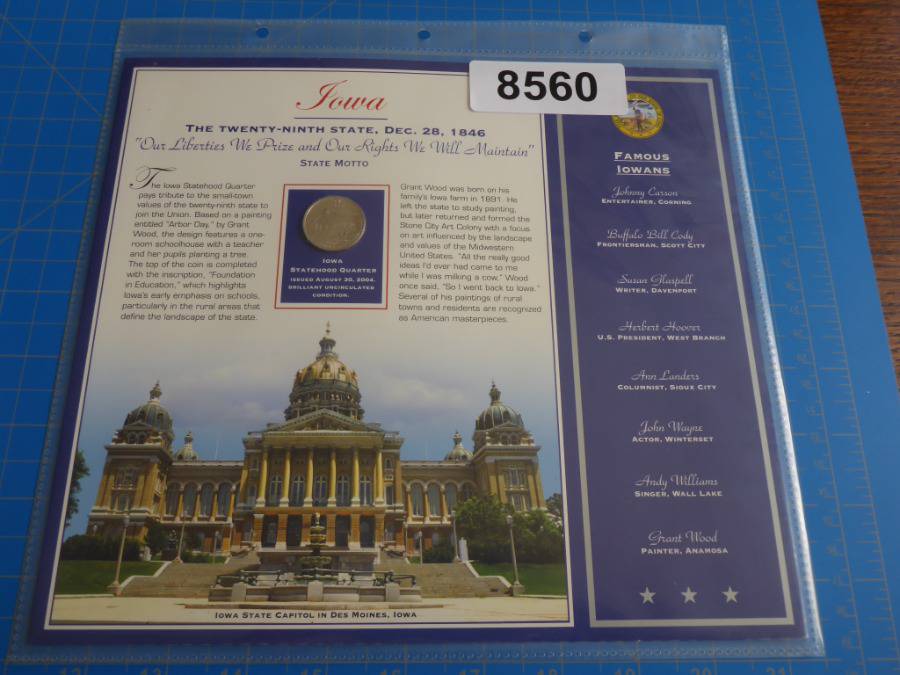 8560
Iowa
THE TWENTY-NINTH STATE, DEC. 28, 1846
"Our Liberties We Prize and Our Rights We Will Maintain"
STATE MOTTO
The Iowa Statehood Quarter
pays tribute to the small-town
values of the twenty-ninth state to
join the Union. Based on a painting
entitled "Arbor Day," by Grant
Wood, the design features a one-
room schoolhouse with a teacher
and her pupils planting a tree.
The top of the coin is completed
with the inscription, "Foundation
in Education," which highlights
Iowa's early emphasis on schools,
particularly in the rural areas that
define the landscape of the state.
IOWA
STATEHOOD QUARTER
ISSUED AUGUST 30, 2004.
BRILLIANT UNCIRCULATED
CONDITION.
Grant Wood was born on his
family's Iowa farm in 1891. He
left the state to study painting,
but later returned and formed the
Stone City Art Colony with a focus
on art influenced by the landscape
and values of the Midwestern
United States. "All the really good
ideas I'd ever had came to me
while I was milking a cow," Wood
once said, "So I went back to Iowa."
Several of his paintings of rural
towns and residents are recognized
as American masterpieces.
IOWA STATE CAPITOL IN DES MOINES, IOWA
FAMOUS
IOWANS
Johnny Carson
ENTERTAINER, CORNING
Buffalo Bill Cody
FRONTIERSMAN, SCOTT CITY
Susan Glaspell
WRITER, DAVENPORT
Herbert Hoover
U.S. PRESIDENT, WEST BRANCH
Ann Landers
COLUMNIST, SIOUX CITY
John Wayne
ACTOR, WINTERSET
Andy Williams
SINGER, WALL LAKE
Grant Wood
PAINTER, ANAMOSA